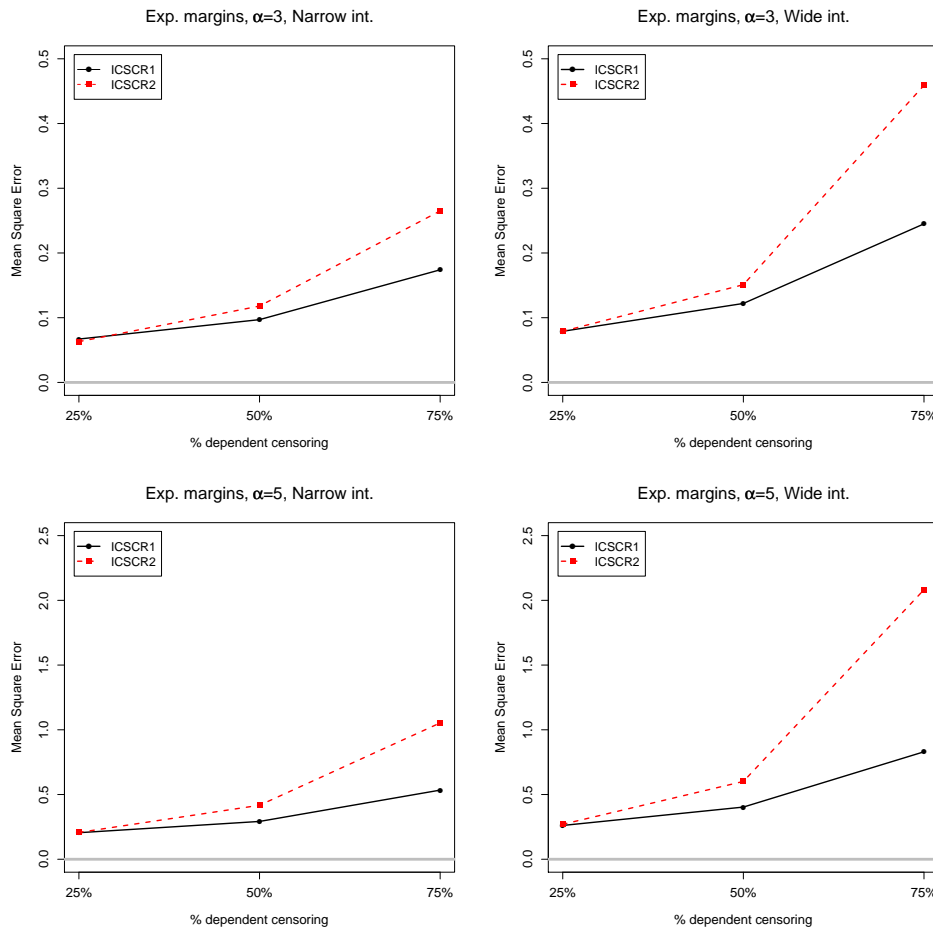 Exp. margins, α=3, Narrow int.
ICSCR1
ICSCR2
Mean Square Error
0.5
0.4
0.3
0.2
0.1
0.0
25%
50%
75%
% dependent censoring
Exp. margins, α=3, Wide int.
ICSCR1
ICSCR2
Mean Square Error
0.5
0.4
0.3
0.2
0.1
0.0
25%
50%
75%
% dependent censoring
Exp. margins, α=5, Narrow int.
ICSCR1
ICSCR2
Mean Square Error
2.5
2.0
1.5
1.0
0.5
0.0
25%
50%
75%
% dependent censoring
Exp. margins, α=5, Wide int.
ICSCR1
ICSCR2
Mean Square Error
2.5
2.0
1.5
1.0
0.5
0.0
25%
50%
75%
% dependent censoring